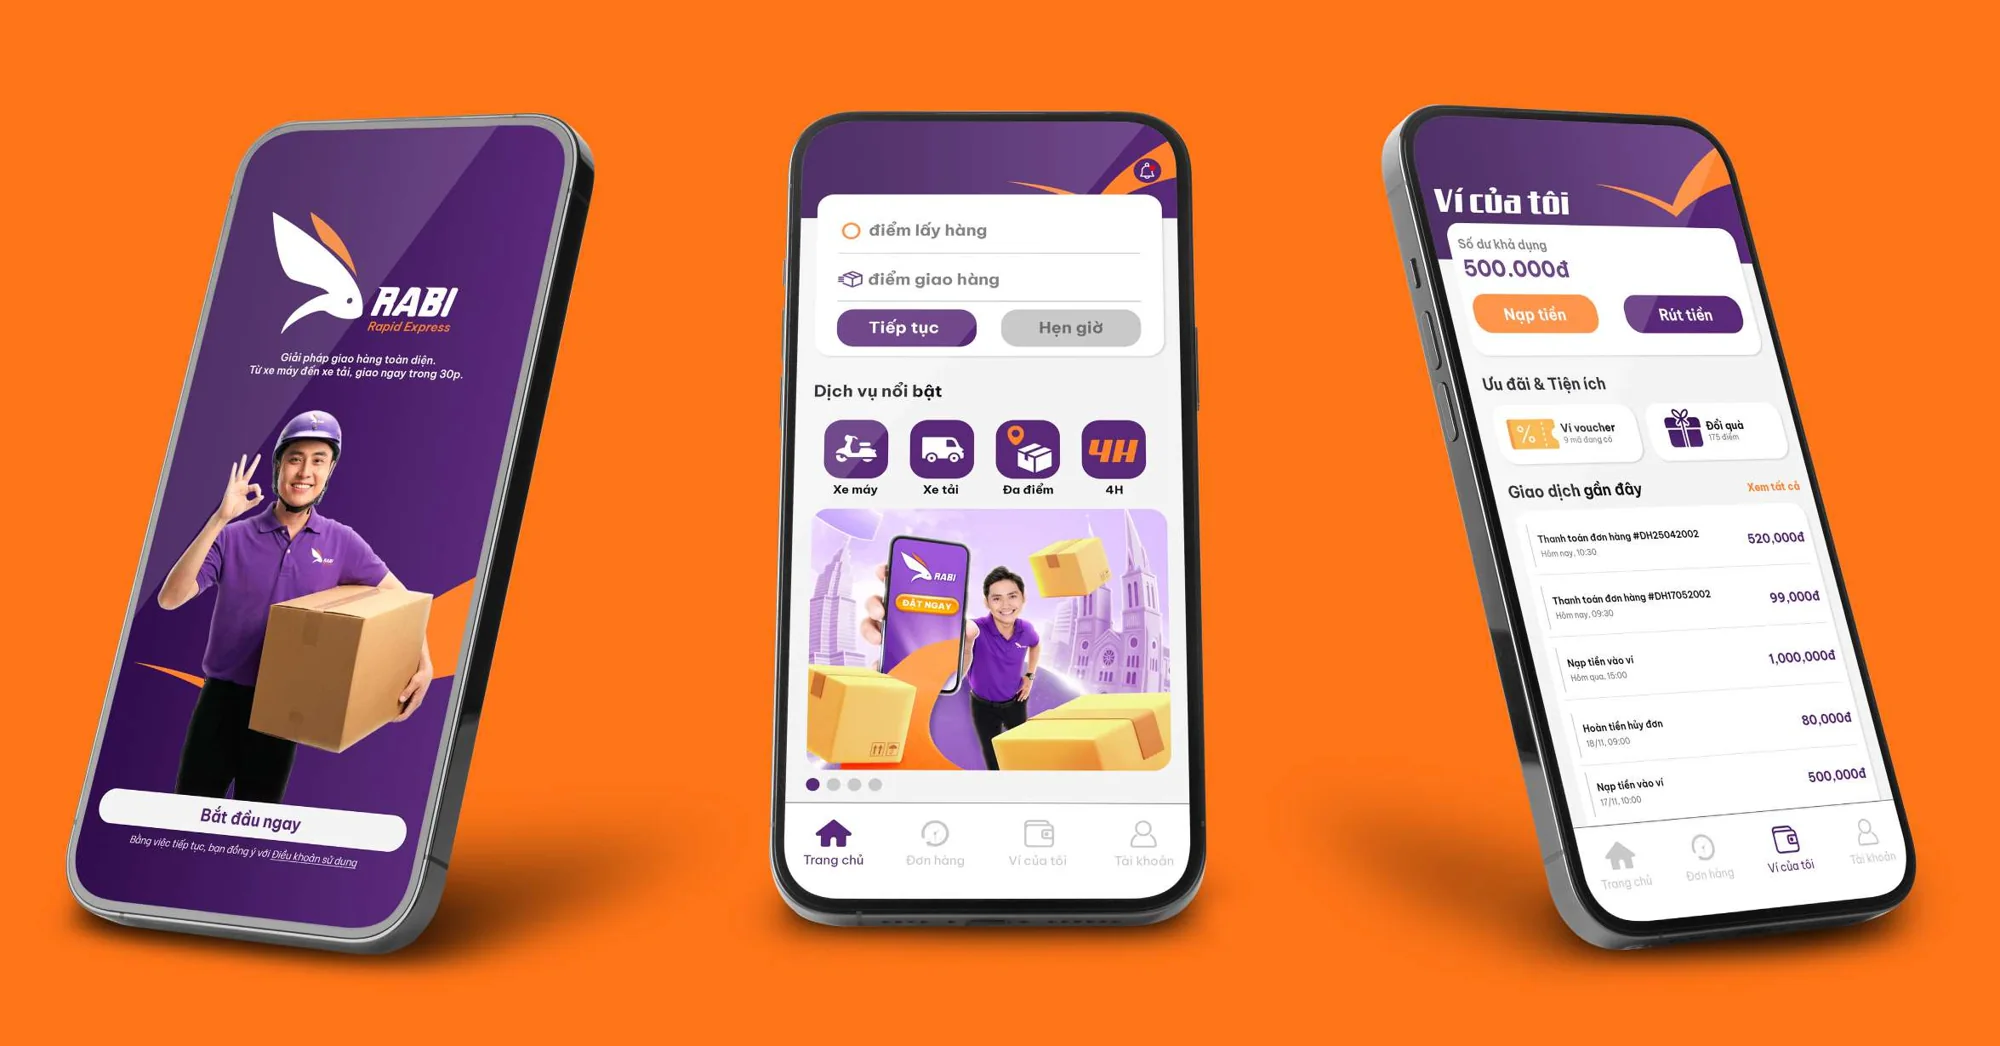 RABI
Rapid Express
Giải pháp giao hàng toàn diện.
Từ xe máy đến xe tải, giao ngay trong 30p.
RABI
Bắt đầu ngay
Bằng việc tiếp tục, bạn đồng ý với Điều khoản sử dụng
điểm lấy hàng
điểm giao hàng
Tiếp tục
Hẹn giờ
Dịch vụ nổi bật
4H
Xe máy
Xe tải
Đa điểm
4H
RABI
ĐẶT NGAY
Trang chủ
Đơn hàng
Ví của tôi
Tài khoản
Ví của tôi
Số dư khả dụng
500.000đ
Nạp tiền
Rút tiền
Ưu đãi & Tiện ích
%
Ví voucher
9 mã đang có
Đổi quà
175 điểm
Giao dịch gần đây
Xem tất cả
Thanh toán đơn hàng #DH25042002
520,000đ
Hôm nay, 10:30
Thanh toán đơn hàng #DH17052002
99,000đ
Hôm nay, 09:30
Nạp tiền vào ví
1,000,000đ
Hôm qua, 15:00
Hoàn tiền hủy đơn
80,000đ
18/11, 09:00
Nạp tiền vào ví
500,000đ
17/11, 10:00
Trang chủ
Đơn hàng
Ví của tôi
Tài khoản